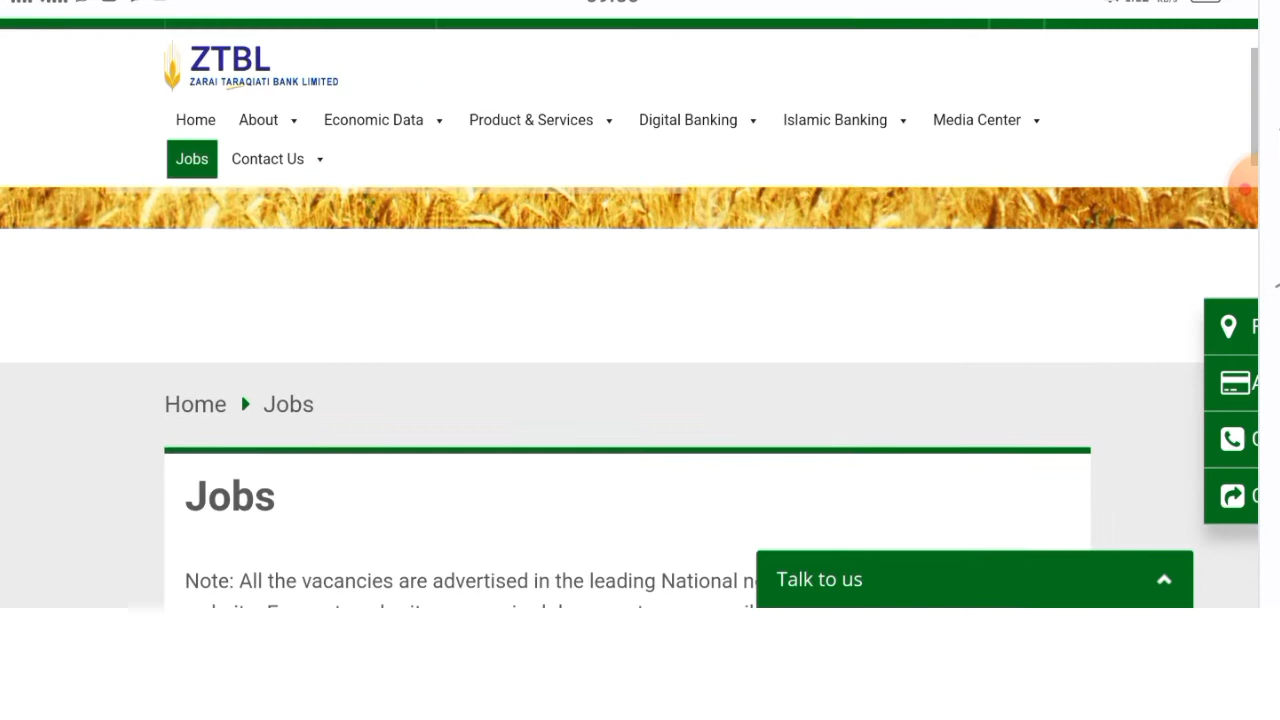 ZTBL
ZARAI TARAQIATI BANK LIMITED
Home About Economic Data Product & Services Digital Banking Islamic Banking Media Center
Jobs Contact Us
Home Jobs
Jobs
Note: All the vacancies are advertised in the leading National
Talk to us